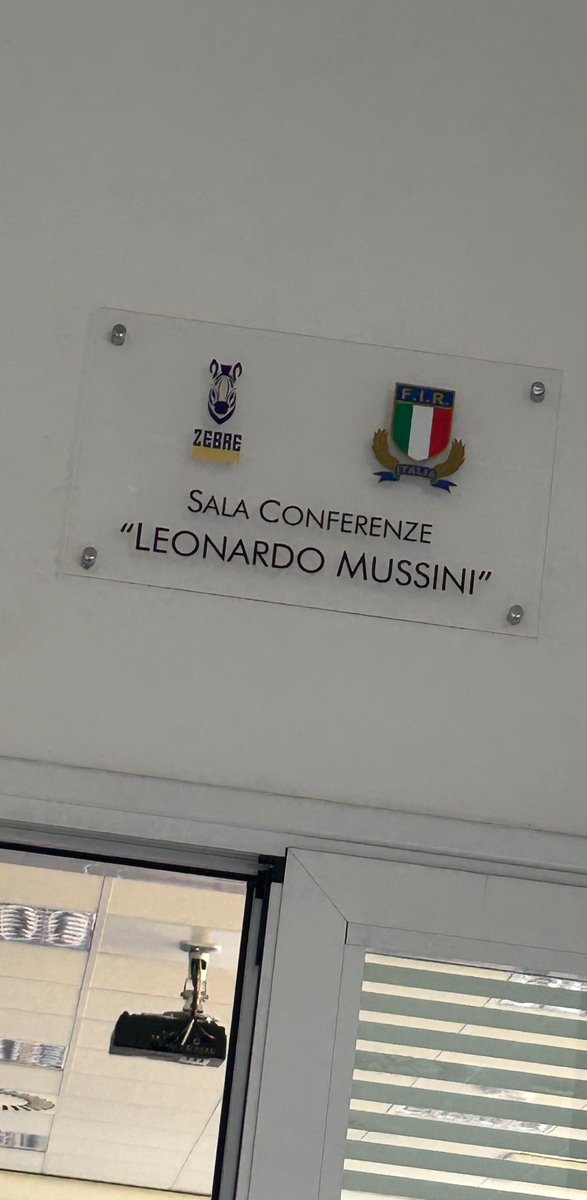 ZEBRE
F.I.R.
ITALIA
SALA CONFERENZE
“LEONARDO MUSSINI”